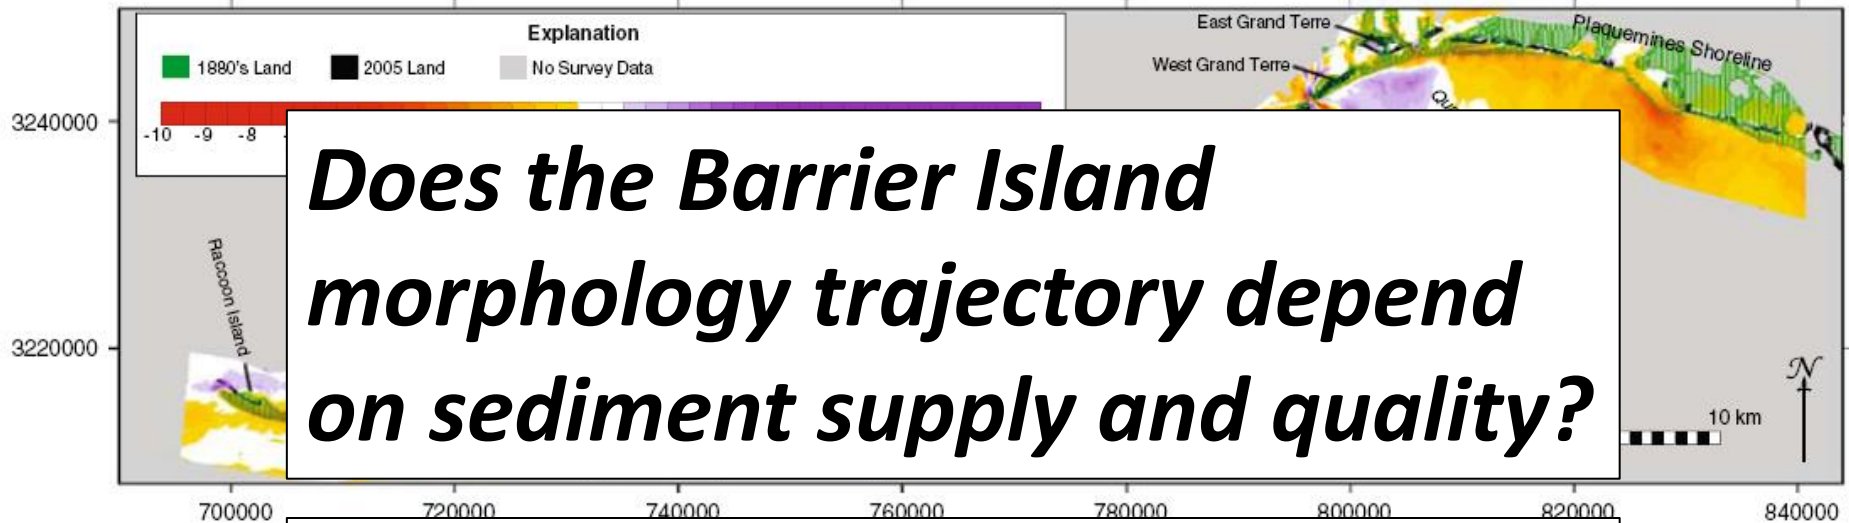 Explanation
1880's Land
2005 Land
No Survey Data
-10 -9 -8
East Grand Terre
West Grand Terre
Plaquemines Shoreline
3240000
Does the Barrier Island
morphology trajectory depend
on sediment supply and quality?
Raccoon Island
3220000
N
10 km
700000 720000 740000 760000 780000 800000 820000 840000